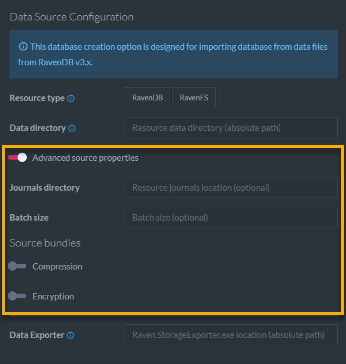 Data Source Configuration
This database creation option is designed for importing database from data files
from RavenDB v3.x.
Resource type RavenDB RavenFS
Data directory Resource data directory (absolute path)
Advanced source properties
Journals directory Resource journals location (optional)
Batch size Batch size (optional)
Source bundles
Compression
Encryption
Data Exporter Raven.StorageExporter.exe location (absolute path)